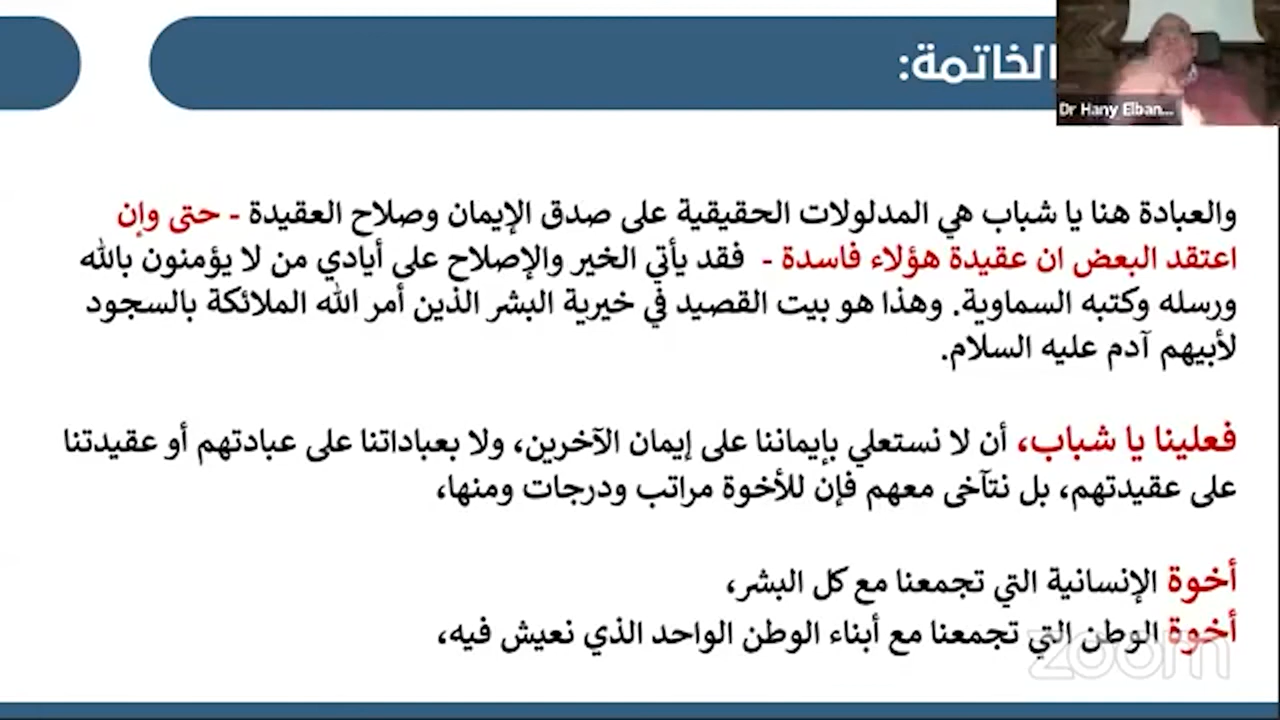 الخاتمة:
Dr Hany Elban...
والعبادة هنا يا شباب هي المدلولات الحقيقية على صدق الإيمان وصلاح العقيدة - حتى وإن
اعتقد البعض ان عقيدة هؤلاء فاسدة - فقد يأتي الخير والإصلاح على أيادي من لا يؤمنون بالله
ورسله وكتبه السماوية. وهذا هو بيت القصيد في خيرية البشر الذين أمر الله الملائكة بالسجود
لأبيهم آدم عليه السلام.
فعلينا يا شباب، أن لا نستعلي بإيماننا على إيمان الآخرين، ولا بعباداتنا على عبادتهم أو عقيدتنا
على عقيدتهم، بل نتآخى معهم فإن للأخوة مراتب ودرجات ومنها،
أخوة الإنسانية التي تجمعنا مع كل البشر،
أخوة الوطن التي تجمعنا مع أبناء الوطن الواحد الذي نعيش فيه،
zoom